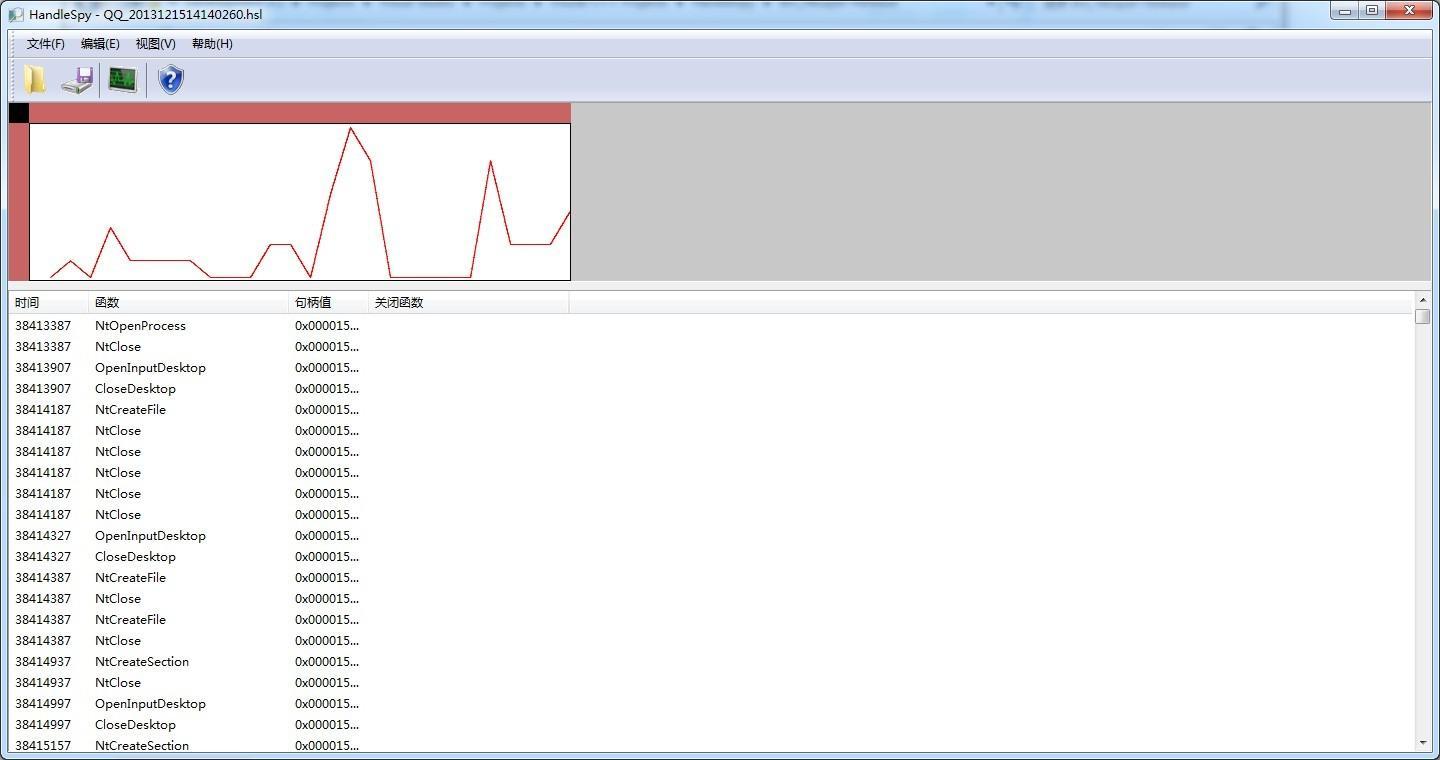 HandleSpy - QQ_2013121514140260.hsl
文件(F) 编辑(E) 视图(V) 帮助(H)
时间 函数 句柄值 关闭函数
38413387 NtOpenProcess 0x000015...
38413387 NtClose 0x000015...
38413907 OpenInputDesktop 0x000015...
38413907 CloseDesktop 0x000015...
38414187 NtCreateFile 0x000015...
38414187 NtClose 0x000015...
38414187 NtClose 0x000015...
38414187 NtClose 0x000015...
38414187 NtClose 0x000015...
38414187 NtClose 0x000015...
38414327 OpenInputDesktop 0x000015...
38414327 CloseDesktop 0x000015...
38414387 NtCreateFile 0x000015...
38414387 NtClose 0x000015...
38414387 NtCreateFile 0x000015...
38414387 NtClose 0x000015...
38414937 NtCreateSection 0x000015...
38414937 NtClose 0x000015...
38414997 OpenInputDesktop 0x000015...
38414997 CloseDesktop 0x000015...
38415157 NtCreateSection 0x000015...